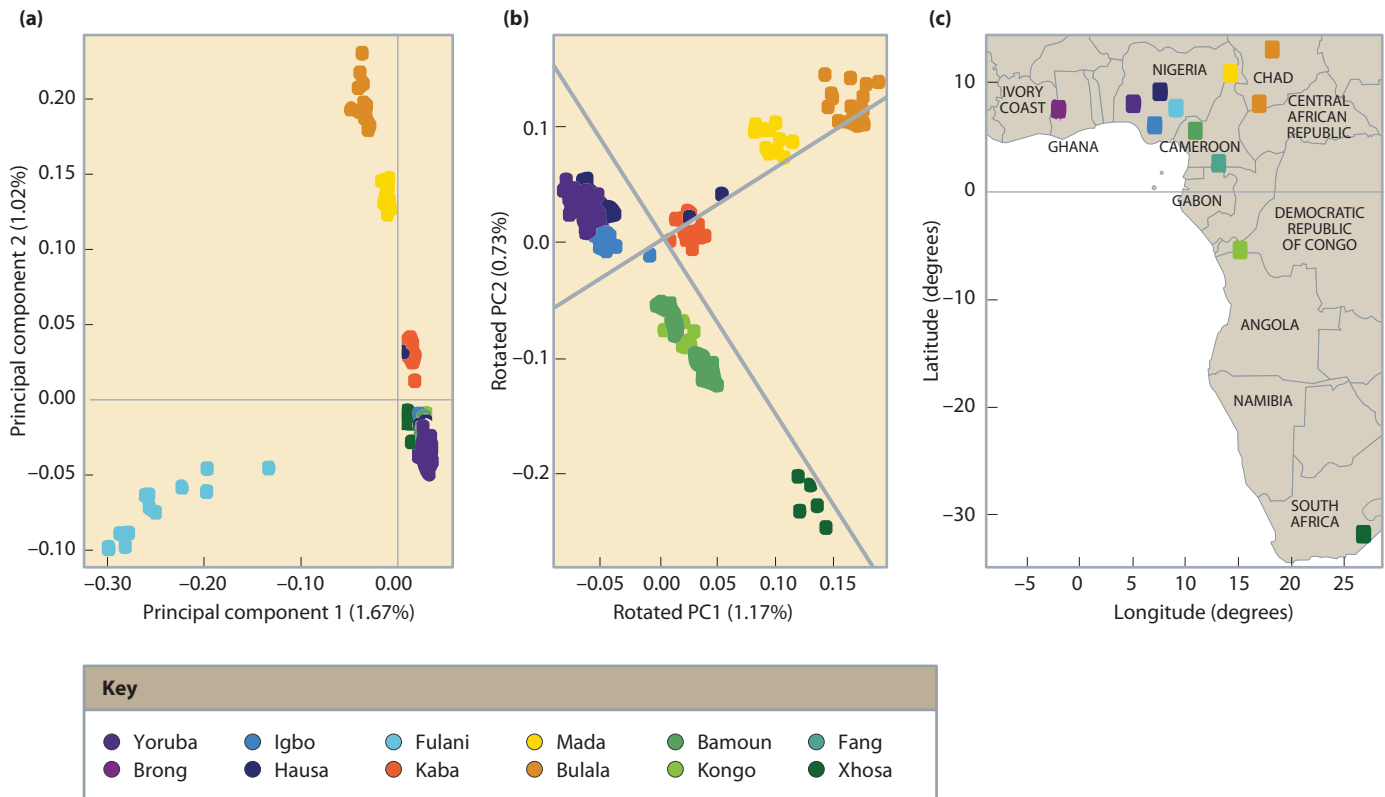 (a)
Principal component 2 (1.02%)
0.20
0.15
0.10
0.05
0.00
−0.05
−0.10
−0.30
−0.20
−0.10
0.00
Principal component 1 (1.67%)
(b)
Rotated PC2 (0.73%)
0.1
0.0
−0.1
−0.2
−0.05
0.00
0.05
0.10
0.15
Rotated PC1 (1.17%)
(c)
Latitude (degrees)
10
0
−10
−20
−30
NIGERIA
CHAD
IVORY
COAST
CENTRAL
AFRICAN
REPUBLIC
GHANA
CAMEROON
GABON
DEMOCRATIC
REPUBLIC
OF CONGO
ANGOLA
NAMIBIA
SOUTH
AFRICA
−5
0
5
10
15
20
25
Longitude (degrees)
Key
Yoruba Igbo Fulani Mada Bamoun Fang
Brong Hausa Kaba Bulala Kongo Xhosa